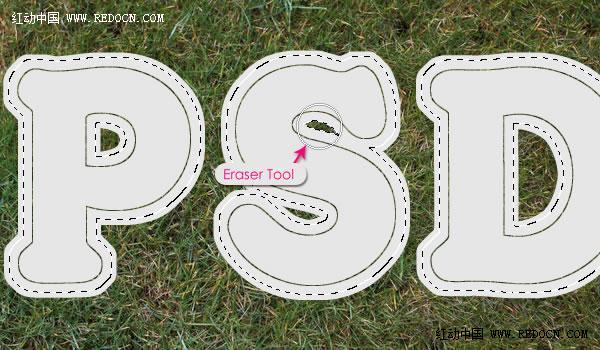 红动中国 WWW.REDOCN.COM
PSD
Eraser Tool
红动中国 WWW.REDOCN.COM